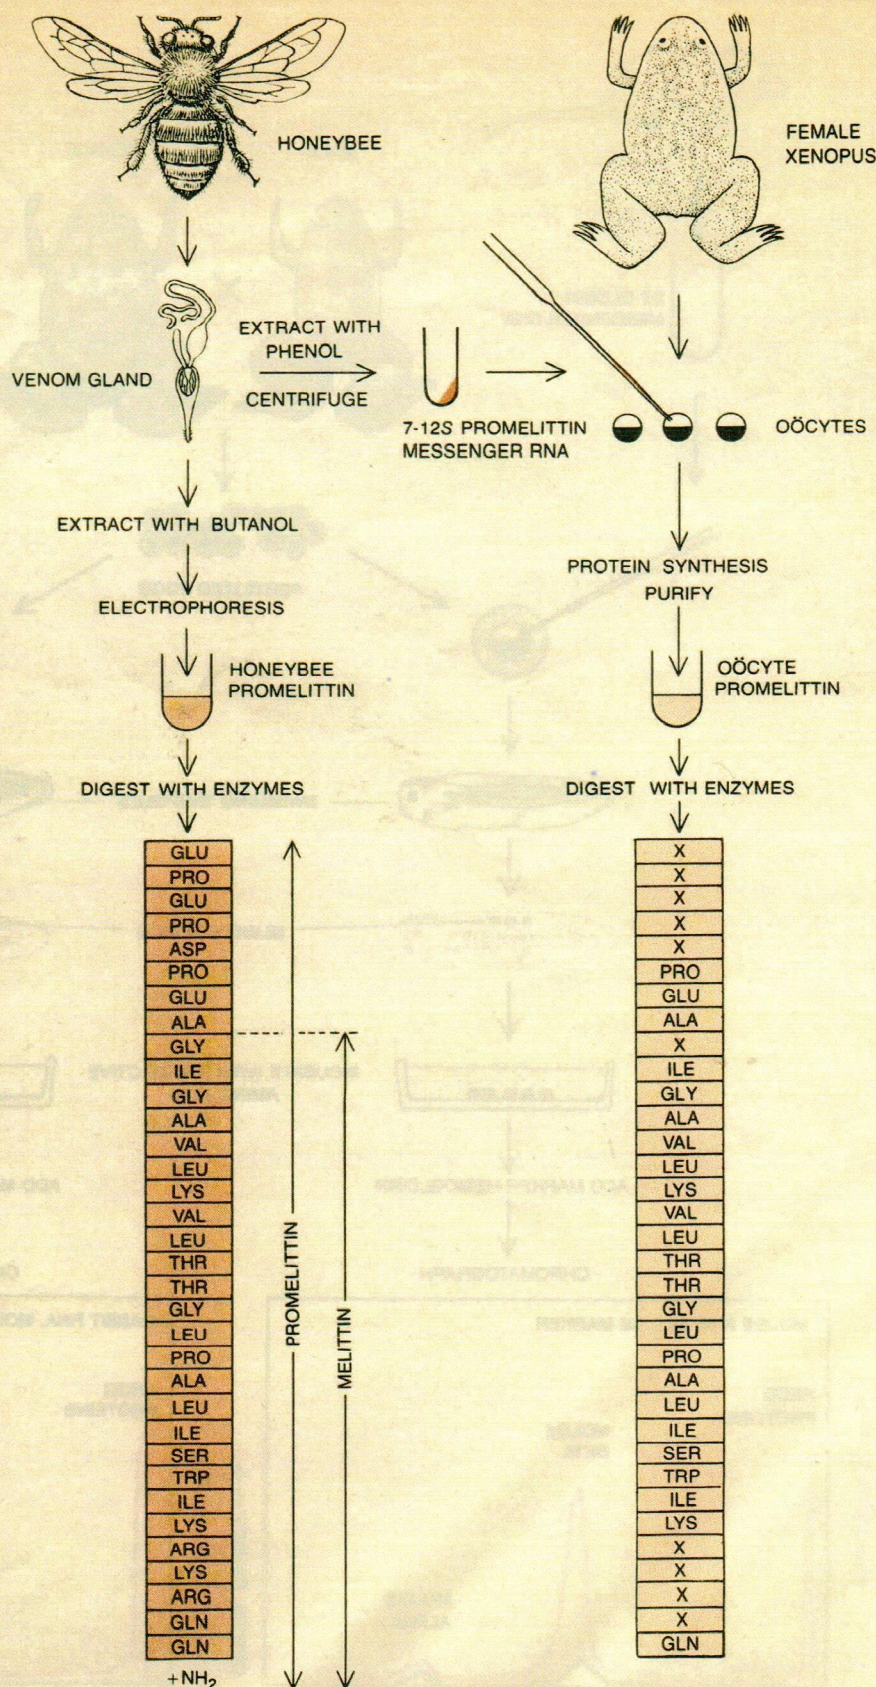 HONEYBEE
FEMALE
XENOPUS
VENOM GLAND
EXTRACT WITH
PHENOL
CENTRIFUGE
7-12S PROMELITTIN
MESSENGER RNA
OÖCYTES
EXTRACT WITH BUTANOL
ELECTROPHORESIS
HONEYBEE
PROMELITTIN
DIGEST WITH ENZYMES
PROTEIN SYNTHESIS
PURIFY
OÖCYTE
PROMELITTIN
DIGEST WITH ENZYMES
GLU
PRO
GLU
PRO
ASP
PRO
GLU
ALA
GLY
ILE
GLY
ALA
VAL
LEU
LYS
VAL
LEU
THR
THR
GLY
LEU
PRO
ALA
LEU
ILE
SER
TRP
ILE
LYS
ARG
LYS
ARG
GLN
GLN
+NH2
PROMELITTIN
MELITTIN
X
X
X
X
X
PRO
GLU
ALA
X
ILE
GLY
ALA
VAL
LEU
LYS
VAL
LEU
THR
THR
GLY
LEU
PRO
ALA
LEU
ILE
SER
TRP
ILE
LYS
X
X
X
X
GLN